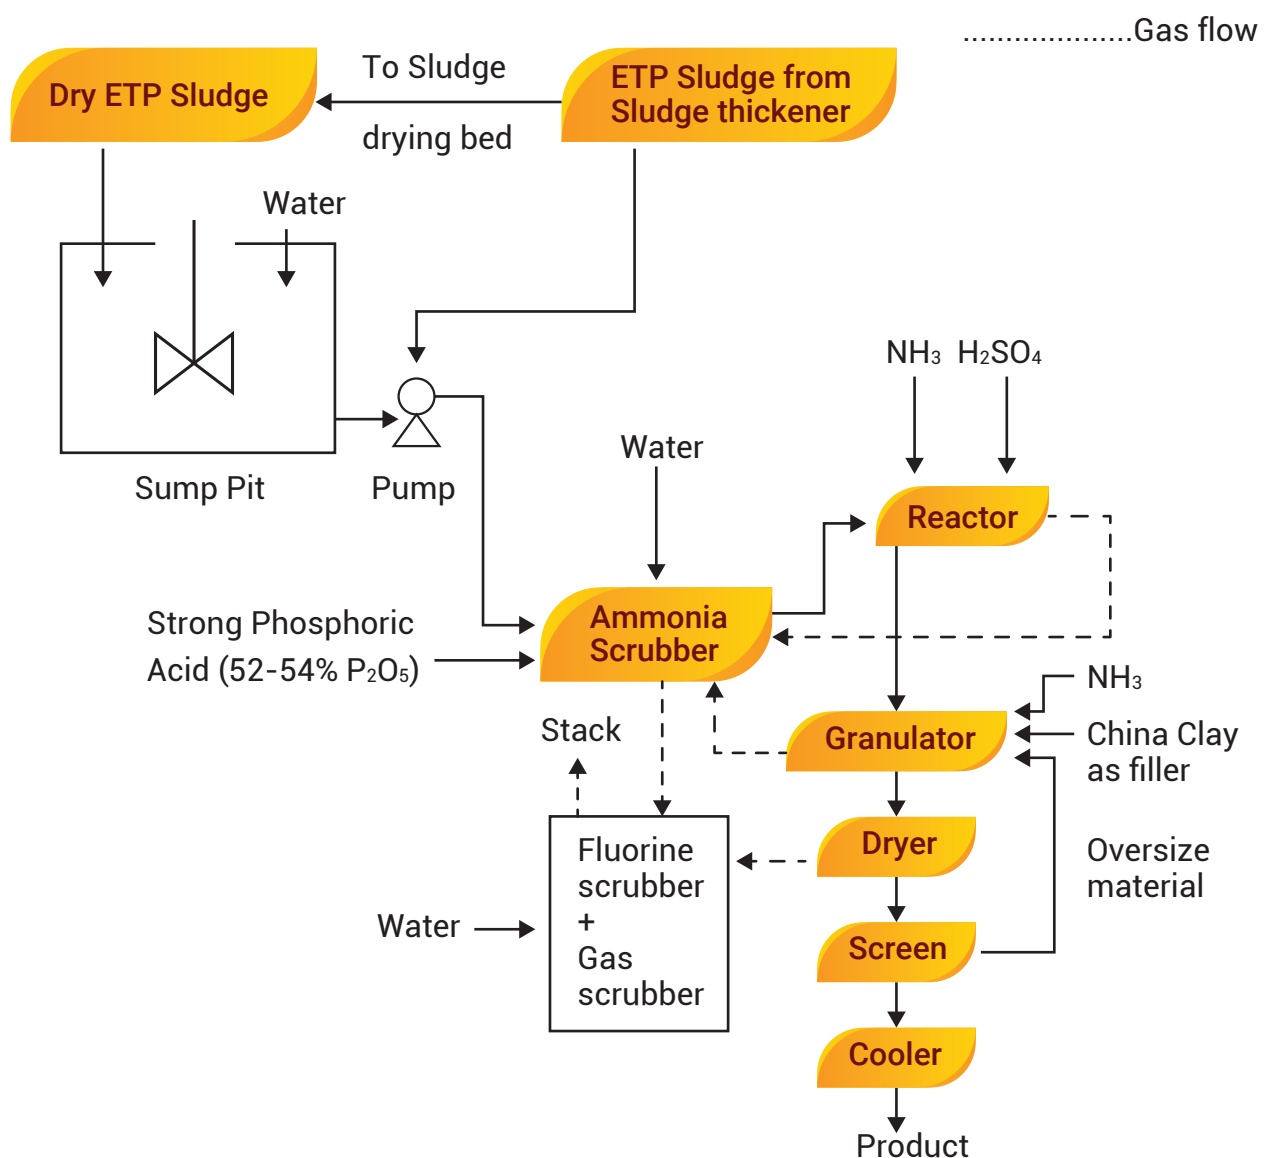 ...................Gas flow
Dry ETP Sludge
To Sludge
drying bed
ETP Sludge from
Sludge thickener
Water
Sump Pit
Pump
NH₃
H₂SO₄
Water
Reactor
Strong Phosphoric
Acid (52-54% P₂O₅)
Ammonia
Scrubber
NH₃
China Clay
as filler
Granulator
Stack
Dryer
Oversize
material
Fluorine
scrubber
+
Gas
scrubber
Water
Screen
Cooler
Product